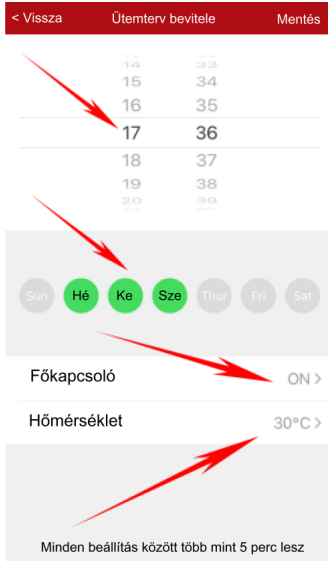 < Vissza Ütemterv bevitele Mentés
14 33
15 34
16 35
17 36
18 37
19 38
20 39
Sun Hé Ke Sze Thur Fri Sat
Főkapcsoló ON >
Hőmérséklet 30°C >
Minden beállítás között több mint 5 perc lesz